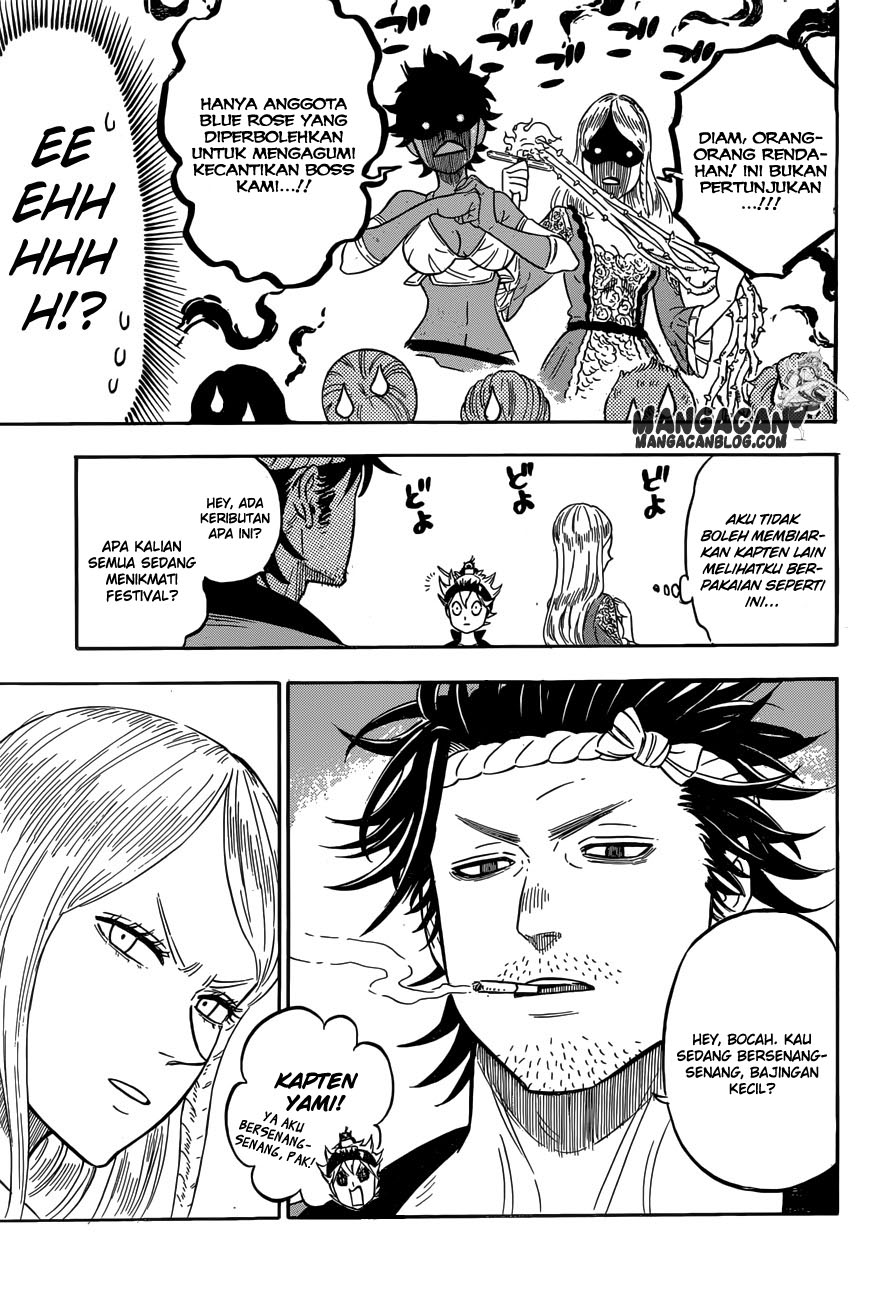 DIAM, ORANG-
ORANG RENDA-
HAN! INI BUKAN
PERTUNJUKAN
...!!!
HANYA ANGGOTA
BLUE ROSE YANG
DIPERBOLEHKAN
UNTUK MENGAGUMI
KECANTIKAN BOSS
KAMI...!!
EE
EHH
HHH
H!?
MANGACAN
MANGACANBLOG.COM
AKU TIDAK
BOLEH MEMBIAR-
KAN KAPTEN LAIN
MELIHATKU BER-
PAKAIAN SEPERTI
INI...
どよ
どよ
HEY, ADA
KERIBUTAN
APA INI?
APA KALIAN
SEMUA SEDANG
MENIKMATI
FESTIVAL?
HEY, BOCAH. KAU
SEDANG BERSENANG-
SENANG, BAJINGAN
KECIL?
KAPTEN
YAMI!
YA AKU
BERSENANG-
SENANG, PAK!